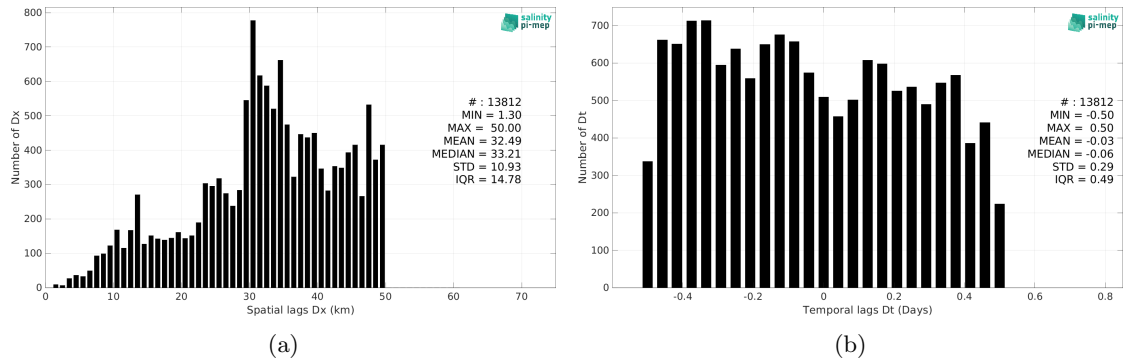 800
700
600
500
400
300
200
100
0
Number of Dx
0 10 20 30 40 50 60 70
Spatial lags Dx (km)
salinity
pi-mep
# : 13812
MIN = 1.30
MAX = 50.00
MEAN = 32.49
MEDIAN = 33.21
STD = 10.93
IQR = 14.78
(a)
700
600
500
400
300
200
100
0
Number of Dt
-0.4 -0.2 0 0.2 0.4 0.6 0.8
Temporal lags Dt (Days)
salinity
pi-mep
# : 13812
MIN = -0.50
MAX = 0.50
MEAN = -0.03
MEDIAN = -0.06
STD = 0.29
IQR = 0.49
(b)